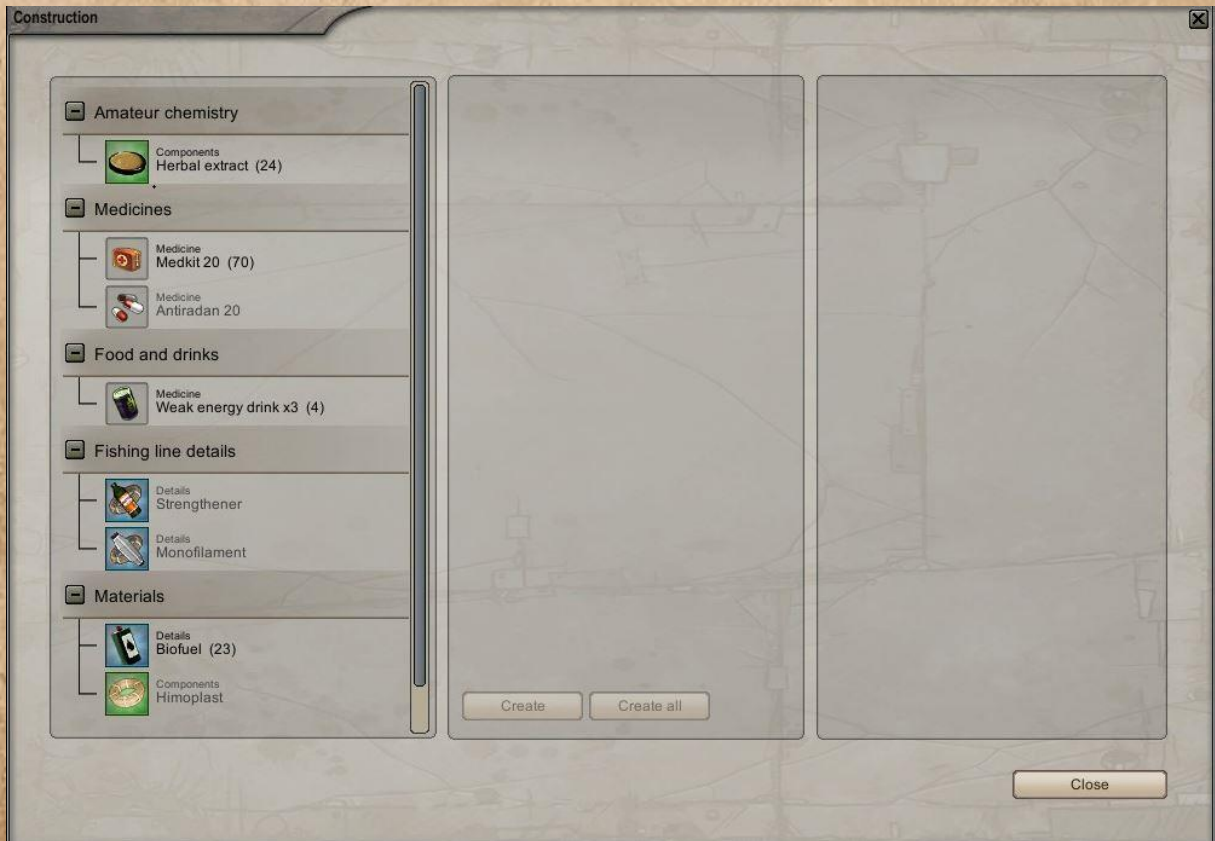 Construction
Amateur chemistry
Components
Herbal extract (24)
Medicines
Medicine
Medkit 20 (70)
Medicine
Antiradan 20
Food and drinks
Medicine
Weak energy drink x3 (4)
Fishing line details
Details
Strengthener
Details
Monofilament
Materials
Details
Biofuel (23)
Components
Himoplast
Create
Create all
Close